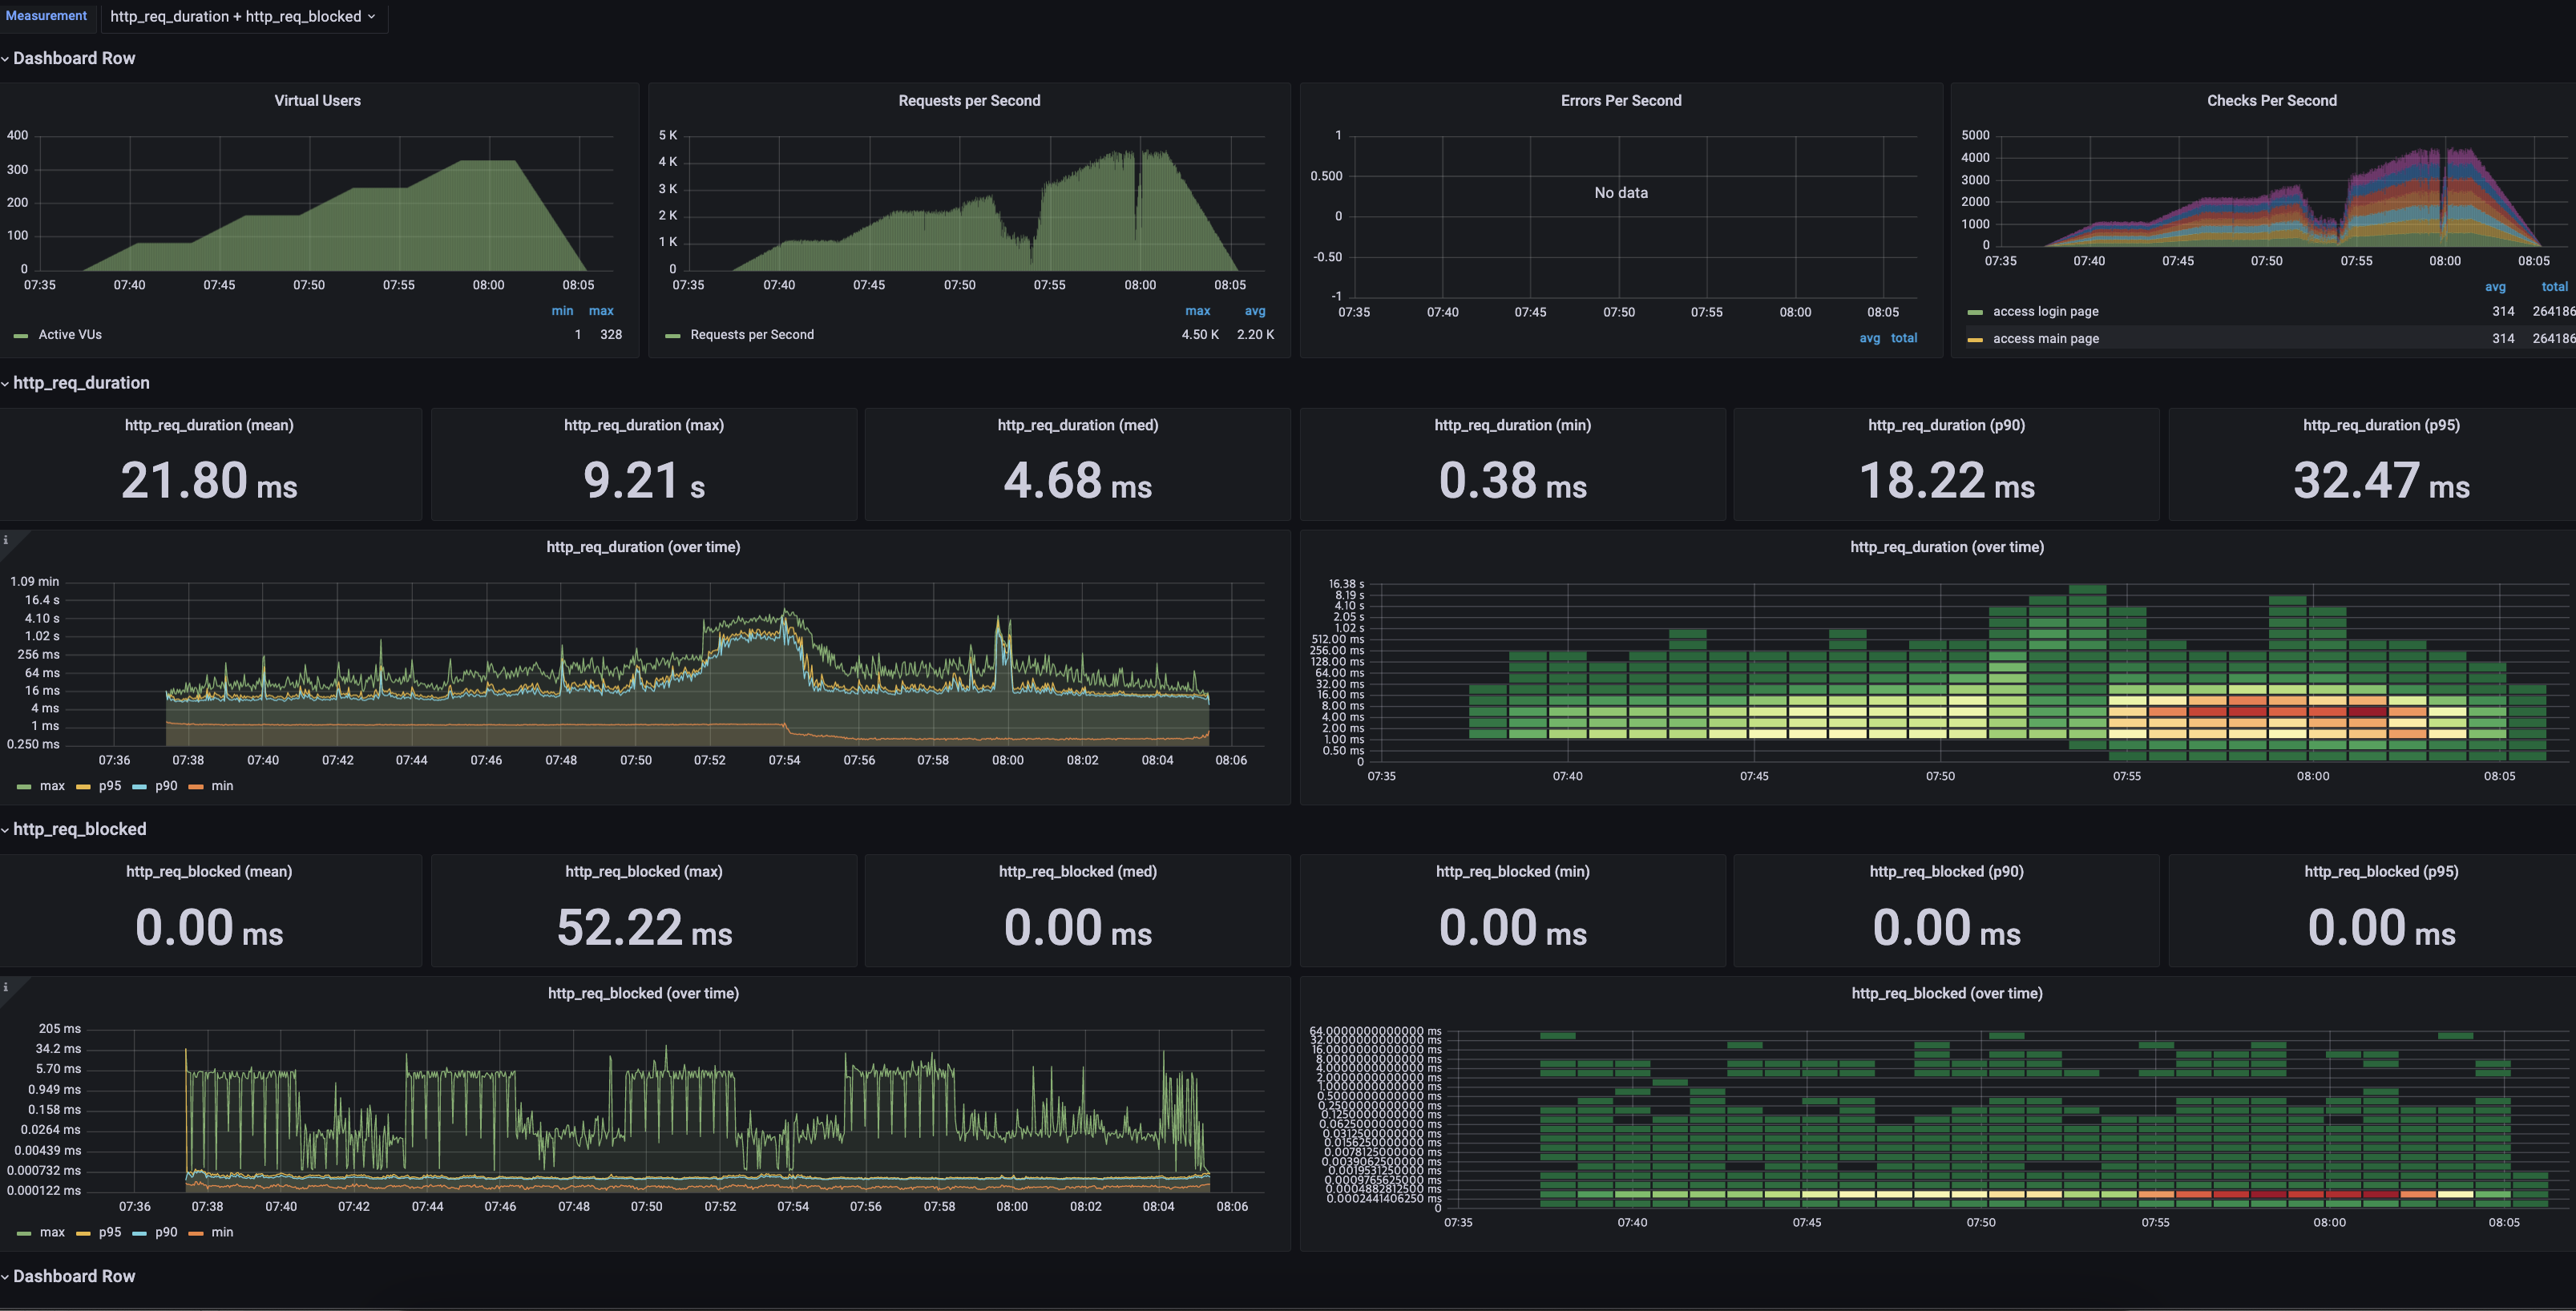 Measurement http_req_duration + http_req_blocked
Dashboard Row
Virtual Users
400
300
200
100
0
07:35 07:40 07:45 07:50 07:55 08:00 08:05
min max
Active VUs 1 328
Requests per Second
5 K
4 K
3 K
2 K
1 K
0
07:35 07:40 07:45 07:50 07:55 08:00 08:05
max avg
Requests per Second 4.50 K 2.20 K
Errors Per Second
1
0.500
0
-0.50
-1
No data
07:35 07:40 07:45 07:50 07:55 08:00 08:05
avg total
Checks Per Second
5000
4000
3000
2000
1000
0
07:35 07:40 07:45 07:50 07:55 08:00 08:05
avg total
access login page 314 264186
access main page 314 264186
http_req_duration
http_req_duration (mean)
21.80 ms
http_req_duration (max)
9.21 s
http_req_duration (med)
4.68 ms
http_req_duration (min)
0.38 ms
http_req_duration (p90)
18.22 ms
http_req_duration (p95)
32.47 ms
i
http_req_duration (over time)
1.09 min
16.4 s
4.10 s
1.02 s
256 ms
64 ms
16 ms
4 ms
1 ms
0.250 ms
07:36 07:38 07:40 07:42 07:44 07:46 07:48 07:50 07:52 07:54 07:56 07:58 08:00 08:02 08:04 08:06
max p95 p90 min
http_req_duration (over time)
16.38 s
8.19 s
4.10 s
2.05 s
1.02 s
512.00 ms
256.00 ms
128.00 ms
64.00 ms
32.00 ms
16.00 ms
8.00 ms
4.00 ms
2.00 ms
1.00 ms
0.50 ms
0
07:35 07:40 07:45 07:50 07:55 08:00 08:05
http_req_blocked
http_req_blocked (mean)
0.00 ms
http_req_blocked (max)
52.22 ms
http_req_blocked (med)
0.00 ms
http_req_blocked (min)
0.00 ms
http_req_blocked (p90)
0.00 ms
http_req_blocked (p95)
0.00 ms
i
http_req_blocked (over time)
205 ms
34.2 ms
5.70 ms
0.949 ms
0.158 ms
0.0264 ms
0.00439 ms
0.000732 ms
0.000122 ms
07:36 07:38 07:40 07:42 07:44 07:46 07:48 07:50 07:52 07:54 07:56 07:58 08:00 08:02 08:04 08:06
max p95 p90 min
http_req_blocked (over time)
64.0000000000000 ms
32.0000000000000 ms
16.0000000000000 ms
8.0000000000000 ms
4.0000000000000 ms
2.0000000000000 ms
1.0000000000000 ms
0.5000000000000 ms
0.2500000000000 ms
0.1250000000000 ms
0.0625000000000 ms
0.0312500000000 ms
0.0156250000000 ms
0.0078125000000 ms
0.0039062500000 ms
0.0019531250000 ms
0.0009765625000 ms
0.0004882812500 ms
0.0002441406250 ms
0
07:35 07:40 07:45 07:50 07:55 08:00 08:05
Dashboard Row